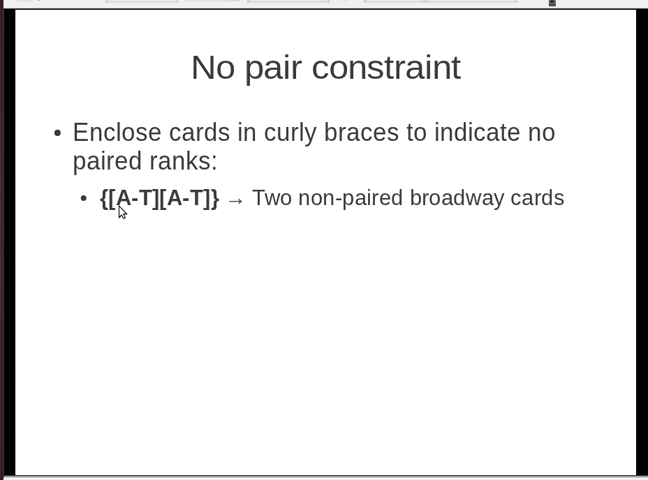 No pair constraint
• Enclose cards in curly braces to indicate no
paired ranks:
• {[A-T][A-T]} → Two non-paired broadway cards